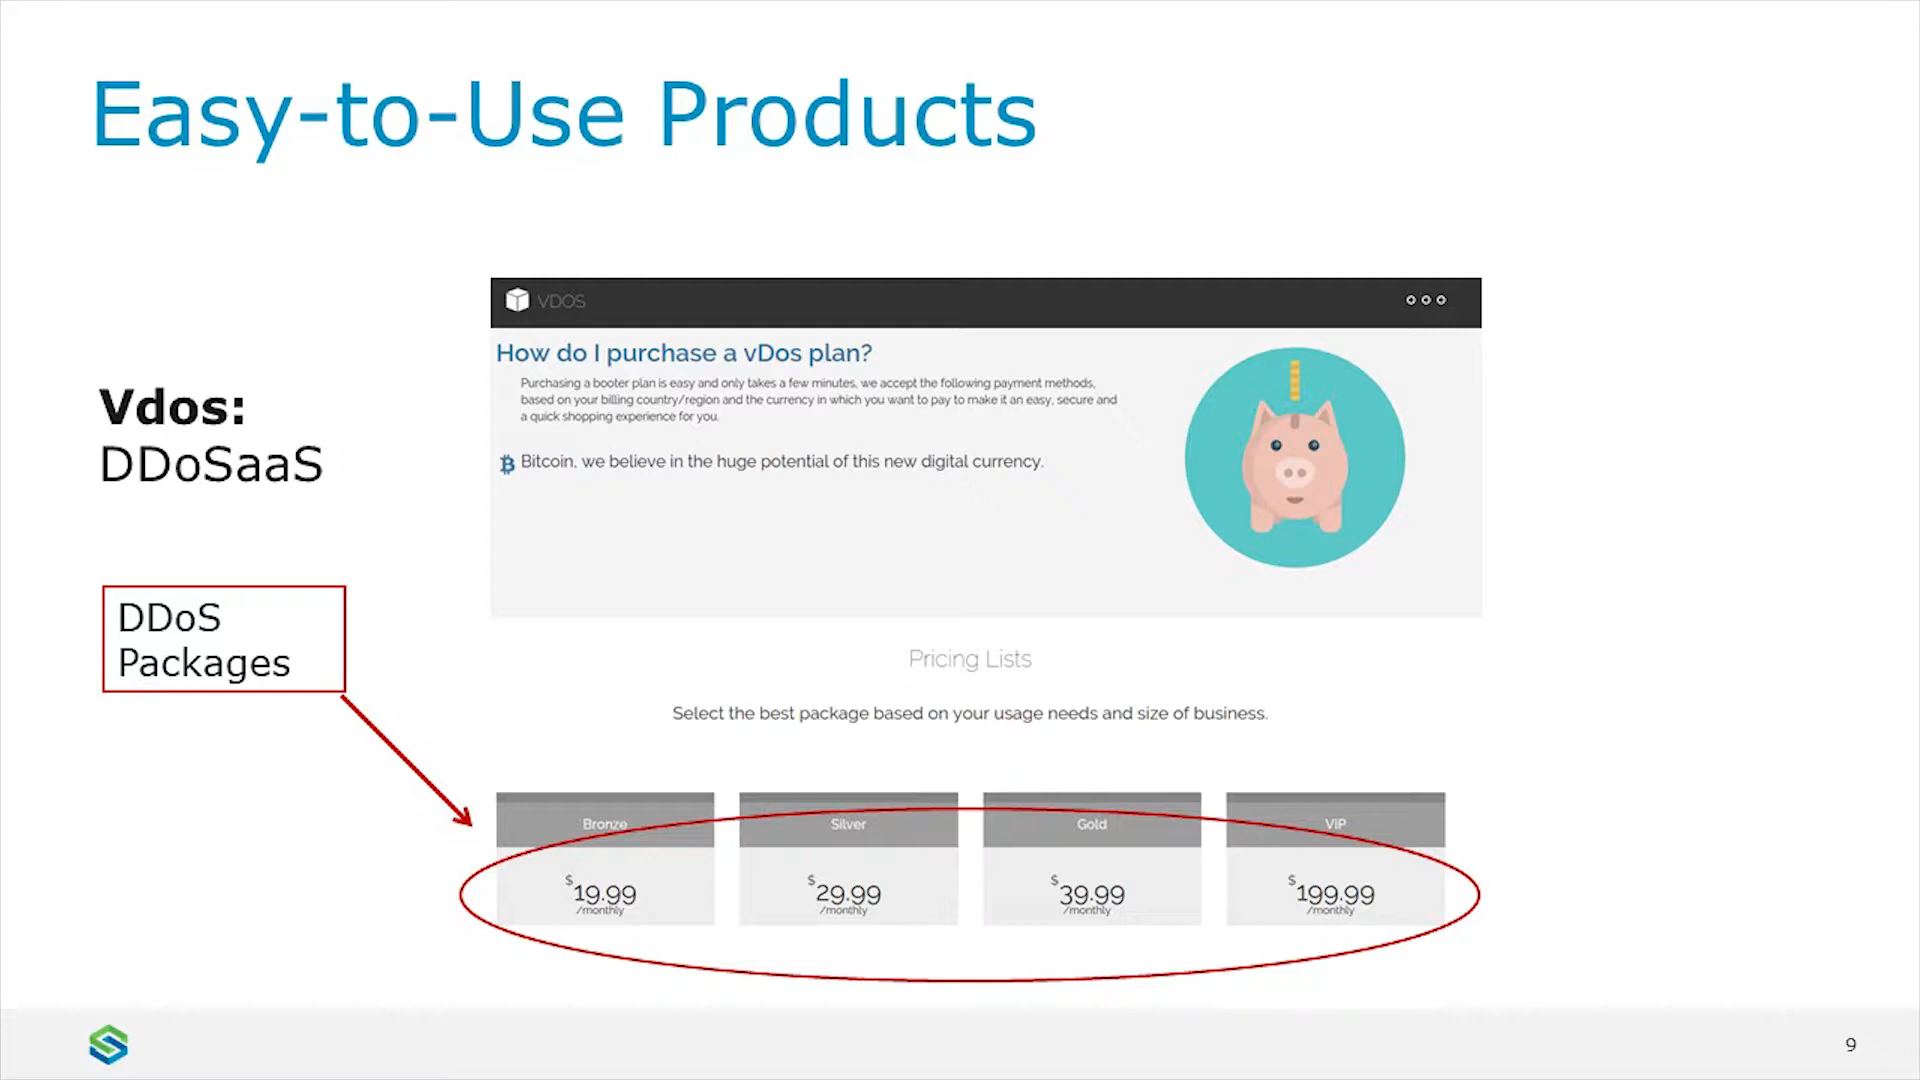 Easy-to-Use Products
VDOS
How do I purchase a vDos plan?
Purchasing a booter plan is easy and only takes a few minutes, we accept the following payment methods,
based on your billing country/region and the currency in which you want to pay to make it an easy, secure and
a quick shopping experience for you.
Bitcoin, we believe in the huge potential of this new digital currency.
Vdos:
DDoSaaS
DDoS
Packages
Pricing Lists
Select the best package based on your usage needs and size of business.
Bronze
$19.99
/monthly
Silver
$29.99
/monthly
Gold
$39.99
/monthly
VIP
$199.99
/monthly
9